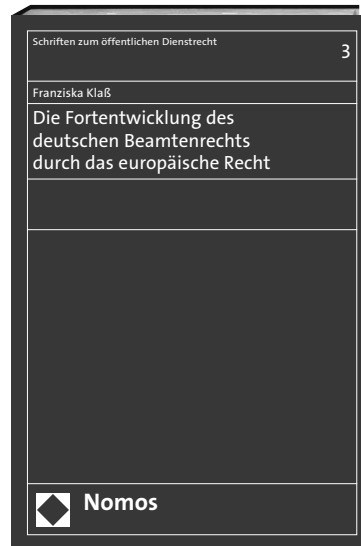 Schriften zum öffentlichen Dienstrecht
3
Franziska Klaß
Die Fortentwicklung des
deutschen Beamtenrechts
durch das europäische Recht
Nomos